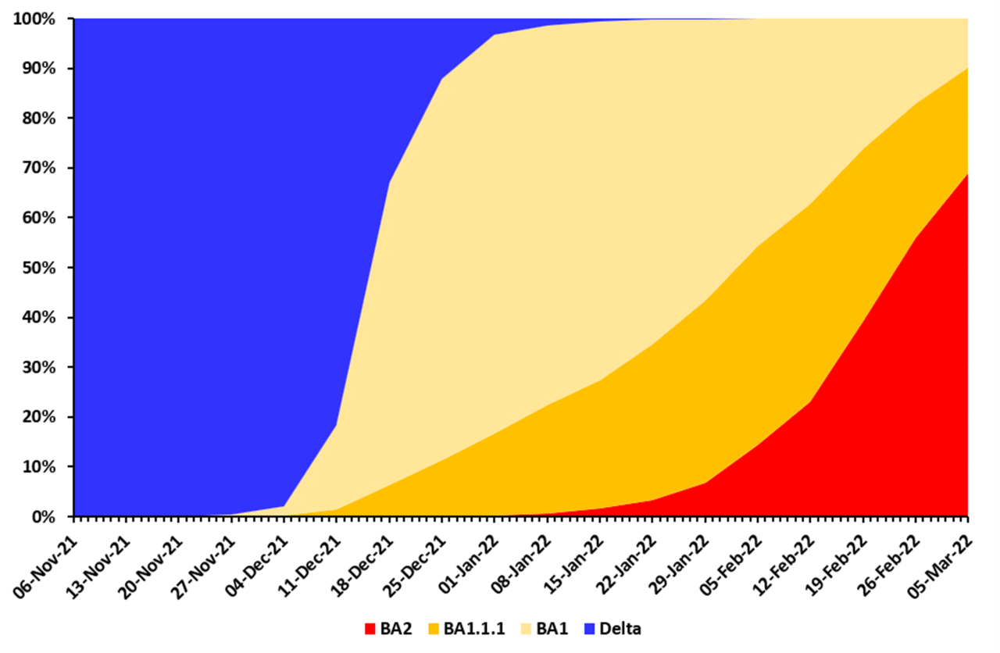 100%
90%
80%
70%
60%
50%
40%
30%
20%
10%
0%
06-Nov-21
13-Nov-21
20-Nov-21
27-Nov-21
04-Dec-21
11-Dec-21
18-Dec-21
25-Dec-21
01-Jan-22
08-Jan-22
15-Jan-22
22-Jan-22
29-Jan-22
05-Feb-22
12-Feb-22
19-Feb-22
26-Feb-22
05-Mar-22
BA2 BA1.1.1 BA1 Delta